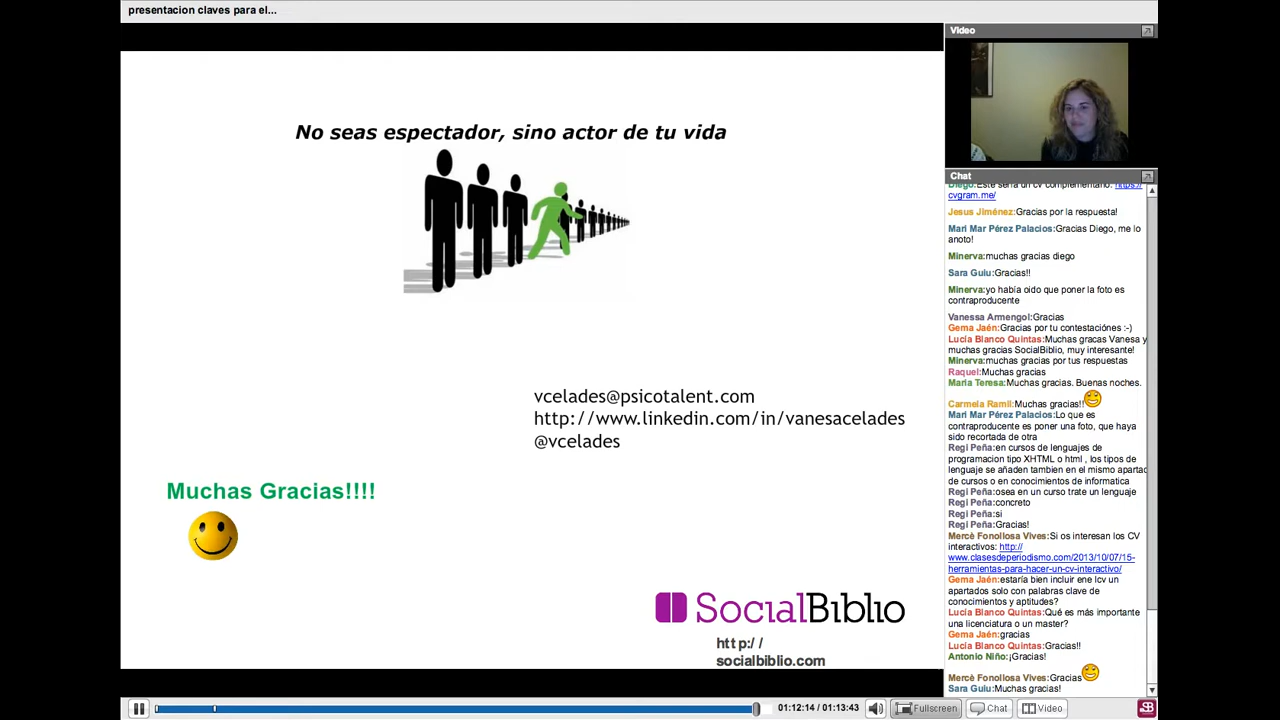 presentacion claves para el...
No seas espectador, sino actor de tu vida
vcelades@psicotalent.com
http://www.linkedin.com/in/vanesacelades
@vcelades
Muchas Gracias!!!!
SocialBiblio
http://
socialbiblio.com
Video
Chat
Diego:Este sería un cv complementario: https://
cvgram.me/
Jesus Jiménez:Gracias por la respuesta!
Mari Mar Pérez Palacios:Gracias Diego, me lo
anoto!
Minerva:muchas gracias diego
Sara Guiu:Gracias!!
Minerva:yo había oido que poner la foto es
contraproducente
Vanessa Armengol:Gracias
Gema Jaén:Gracias por tu contestaciónes :-)
Lucía Blanco Quintas:Muchas gracas Vanesa y
muchas gracias SocialBiblio, muy interesante!
Minerva:muchas gracias por tus respuestas
Raquel:Muchas gracias
Maria Teresa:Muchas gracias. Buenas noches.
Carmela Ramil:Muchas gracias!!
Mari Mar Pérez Palacios:Lo que es
contraproducente es poner una foto, que haya
sido recortada de otra
Regi Peña:en cursos de lenguajes de
programacion tipo XHTML o html , los tipos de
lenguaje se añaden tambien en el mismo apartad
de cursos o en conocimientos de informatica
Regi Peña:osea en un curso trate un lenguaje
Regi Peña:concreto
Regi Peña:si
Regi Peña:Gracias!
Mercè Fonollosa Vives:Si os interesan los CV
interactivos: http://
www.clasesdeperiodismo.com/2013/10/07/15-
herramientas-para-hacer-un-cv-interactivo/
Gema Jaén:estaría bien incluir ene lcv un
apartados solo con palabras clave de
conocimientos y aptitudes?
Lucía Blanco Quintas:Qué es más importante
una licenciatura o un master?
Gema Jaén:gracias
Lucía Blanco Quintas:Gracias!!
Antonio Niño:¡Gracias!
Mercè Fonollosa Vives:Gracias
Sara Guiu:Muchas gracias!
01:12:14 / 01:13:43
Fullscreen
Chat
Video
SB